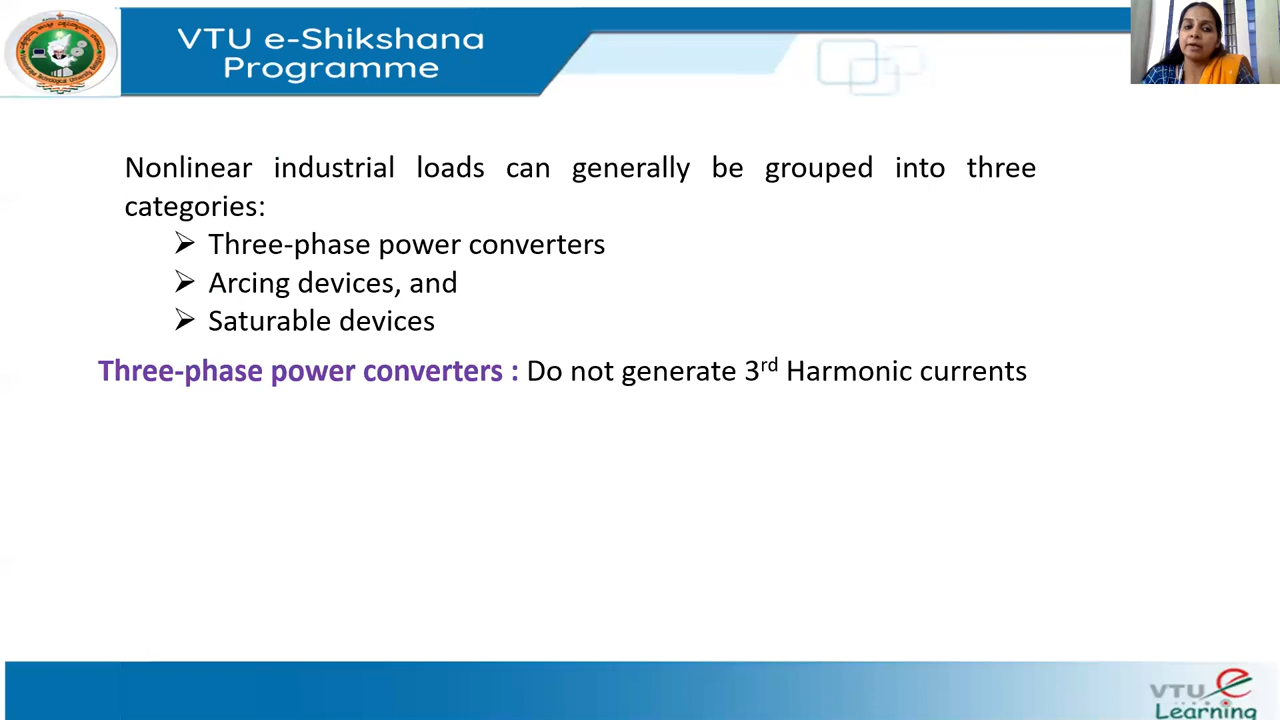 VTU e-Shikshana
Programme
Nonlinear industrial loads can generally be grouped into three
categories:
➢ Three-phase power converters
➢ Arcing devices, and
➢ Saturable devices
Three-phase power converters : Do not generate 3rd Harmonic currents
VTU e
Learning